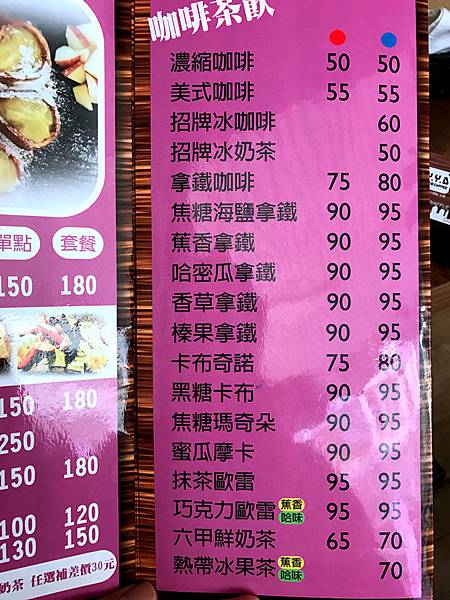 單點 套餐
150 180
150 180
250
150 180
100 120
130 150
奶茶 任選補差價30元
咖啡茶飲
濃縮咖啡 50 50
美式咖啡 55 55
招牌冰咖啡 60
招牌冰奶茶 50
拿鐵咖啡 75 80
焦糖海鹽拿鐵 90 95
蕉香拿鐵 90 95
哈密瓜拿鐵 90 95
香草拿鐵 90 95
榛果拿鐵 90 95
卡布奇諾 75 80
黑糖卡布 90 95
焦糖瑪奇朵 90 95
蜜瓜摩卡 90 95
抹茶歐雷 95 95
巧克力歐雷 蕉香 哈味 95 95
六甲鮮奶茶 65 70
熱帶冰果茶 蕉香 哈味 70